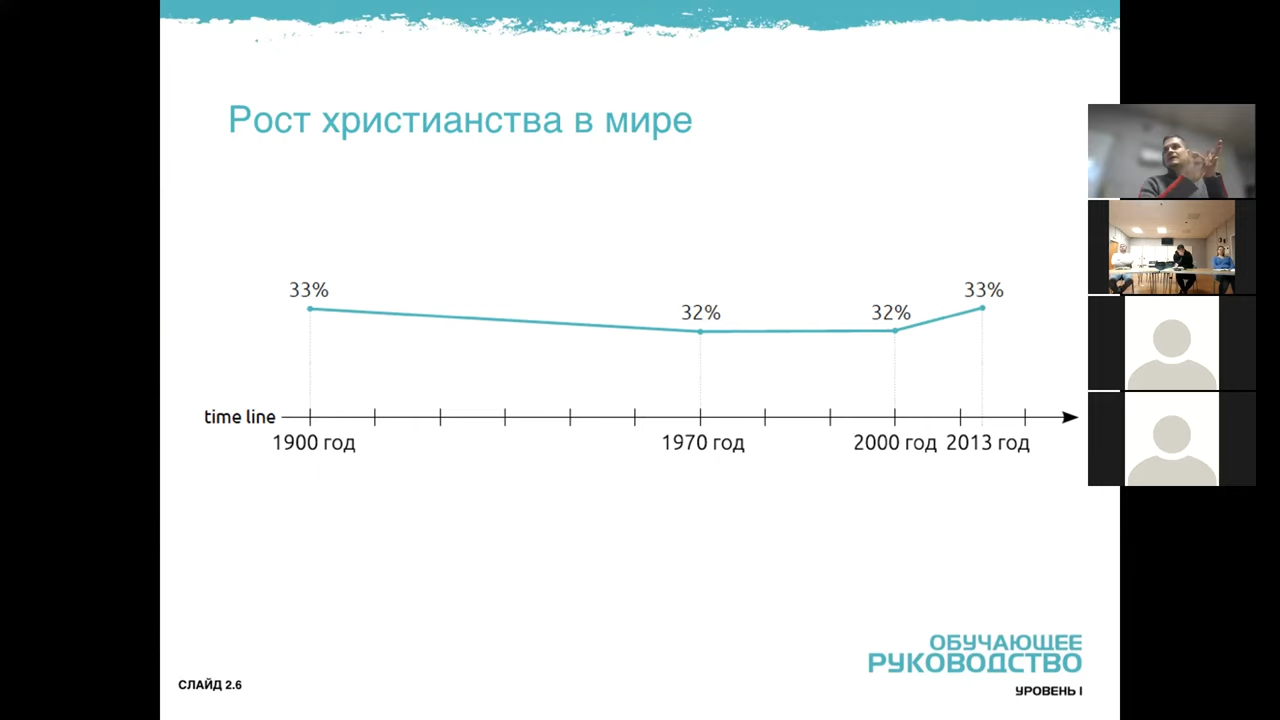 Рост христианства в мире
33%
32%
32%
33%
time line
1900 год
1970 год
2000 год
2013 год
ОБУЧАЮЩЕЕ
РУКОВОДСТВО
УРОВЕНЬ I
СЛАЙД 2.6